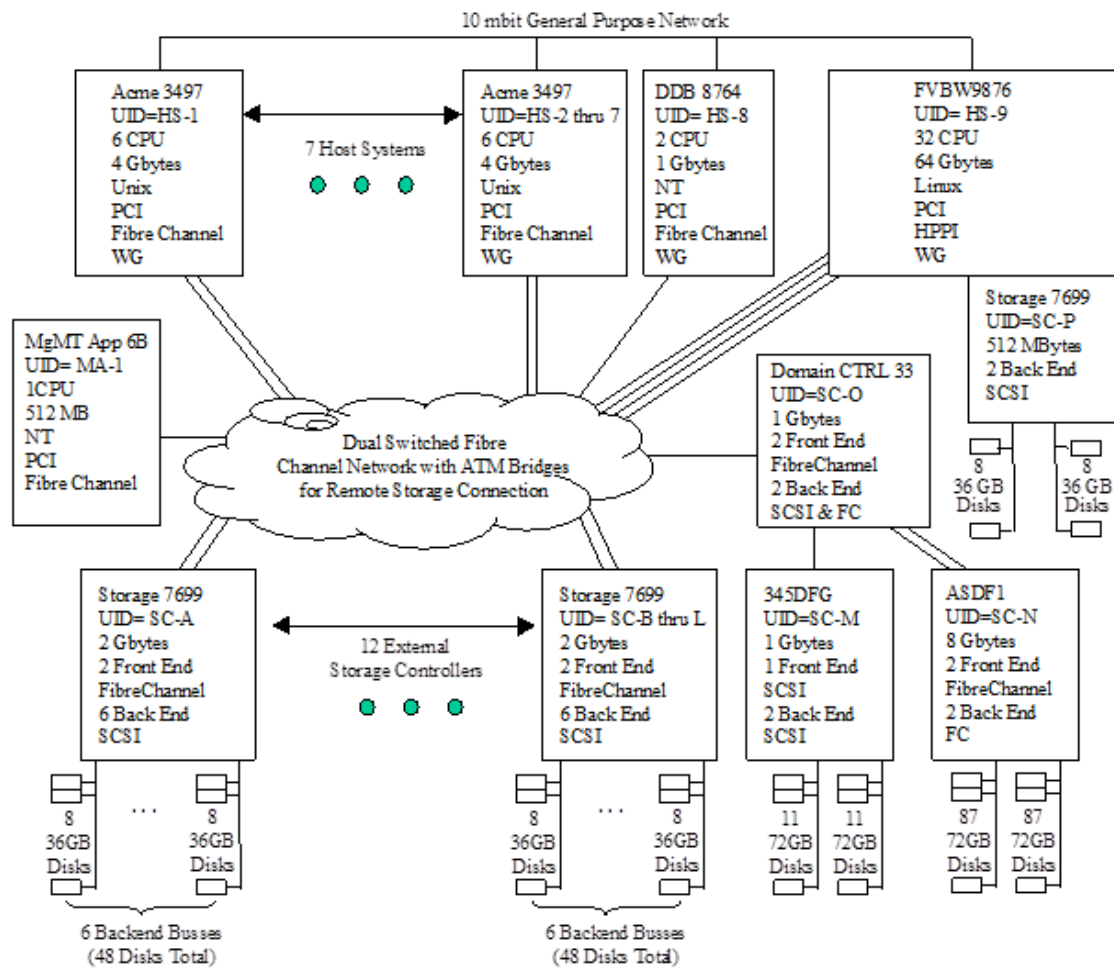 10 mbit General Purpose Network
Acme 3497
UID=HS-1
6 CPU
4 Gbytes
Unix
PCI
Fibre Channel
WG
7 Host Systems
Acme 3497
UID=HS-2 thru 7
6 CPU
4 Gbytes
Unix
PCI
Fibre Channel
WG
DDB 8764
UID= HS-8
2 CPU
1 Gbytes
NT
PCI
Fibre Channel
WG
FVBW9876
UID= HS-9
32 CPU
64 Gbytes
Linux
PCI
HPPI
WG
Storage 7699
UID=SC-P
512 MBytes
2 Back End
SCSI
8
36 GB
Disks
8
36 GB
Disks
MgMT App 6B
UID= MA-1
1CPU
512 MB
NT
PCI
Fibre Channel
Dual Switched Fibre
Channel Network with ATM Bridges
for Remote Storage Connection
Domain CTRL 33
UID=SC-O
1 Gbytes
2 Front End
FibreChannel
2 Back End
SCSI & FC
Storage 7699
UID= SC-A
2 Gbytes
2 Front End
FibreChannel
6 Back End
SCSI
12 External
Storage Controllers
Storage 7699
UID= SC-B thru L
2 Gbytes
2 Front End
FibreChannel
6 Back End
SCSI
345DFG
UID=SC-M
1 Gbytes
1 Front End
SCSI
2 Back End
SCSI
ASDF1
UID=SC-N
8 Gbytes
2 Front End
FibreChannel
2 Back End
FC
8
36GB
Disks
...
8
36GB
Disks
8
36GB
Disks
...
8
36GB
Disks
11
72GB
Disks
11
72GB
Disks
87
72GB
Disks
87
72GB
Disks
6 Backend Busses
(48 Disks Total)
6 Backend Busses
(48 Disks Total)